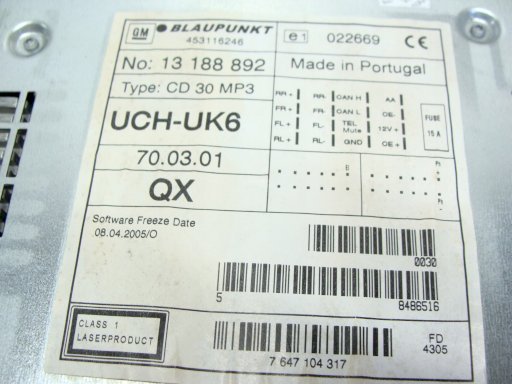 GM BLAUPUNKT e1 022669 CE
453116246
No: 13 188 892 Made in Portugal
Type: CD 30 MP3
UCH-UK6
70.03.01
QX
RR+ RR- CAN H AA
FR+ FR- CAN L OE-
FL+ FL- TEL Mute 12V+
RL+ RL- GND OE+
FUSE
15 A
Software Freeze Date
08.04.2005/O
0030
5 8486516
CLASS 1
LASERPRODUCT
7 647 104 317
FD
4305